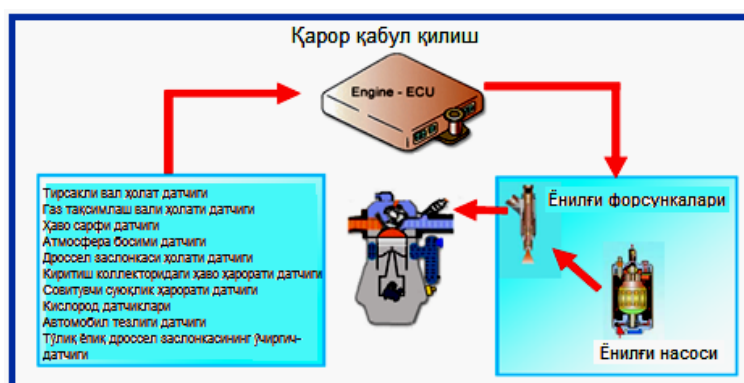 Қарор қабул қилиш
Engine - ECU
Тирсакли вал ҳолат датчиги
Газ тақсимлаш вали ҳолати датчиги
Ҳаво сарфи датчиги
Атмосфера босими датчиги
Дроссел заслонкаси ҳолати датчиги
Киритиш коллекторидаги ҳаво ҳарорати датчиги
Совитувчи суюқлик ҳарорати датчиги
Кислород датчиклари
Автомобил тезлиги датчиги
Тўлиқ ёпиқ дроссел заслонкасининг ўчиргич-
датчиги
Ёнилғи форсункалари
Ёнилғи насоси